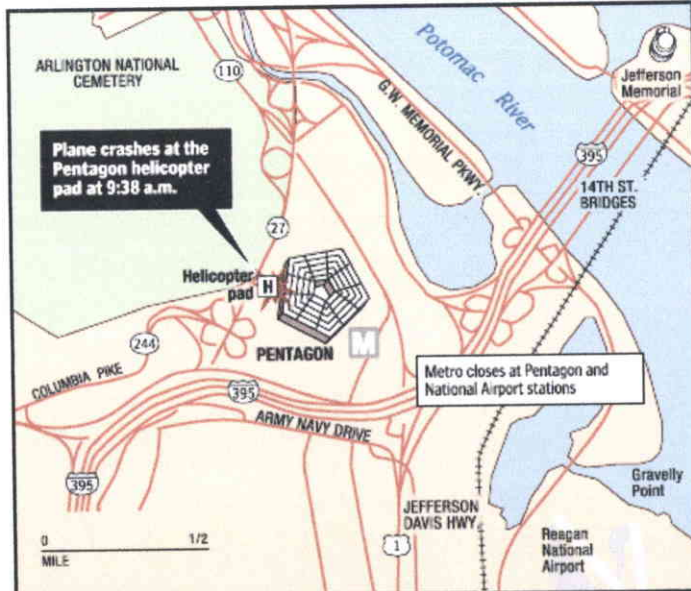 ARLINGTON NATIONAL
CEMETERY
110
Potomac
River
Jefferson
Memorial
G.W. MEMORIAL PKWY
395
14TH ST.
BRIDGES
Plane crashes at the
Pentagon helicopter
pad at 9:38 a.m.
27
Helicopter
pad
H
PENTAGON
M
244
COLUMBIA PIKE
395
Metro closes at Pentagon and
National Airport stations
ARMY NAVY DRIVE
395
JEFFERSON
DAVIS HWY.
1
Gravelly
Point
Reagan
National
Airport
0 1/2
MILE